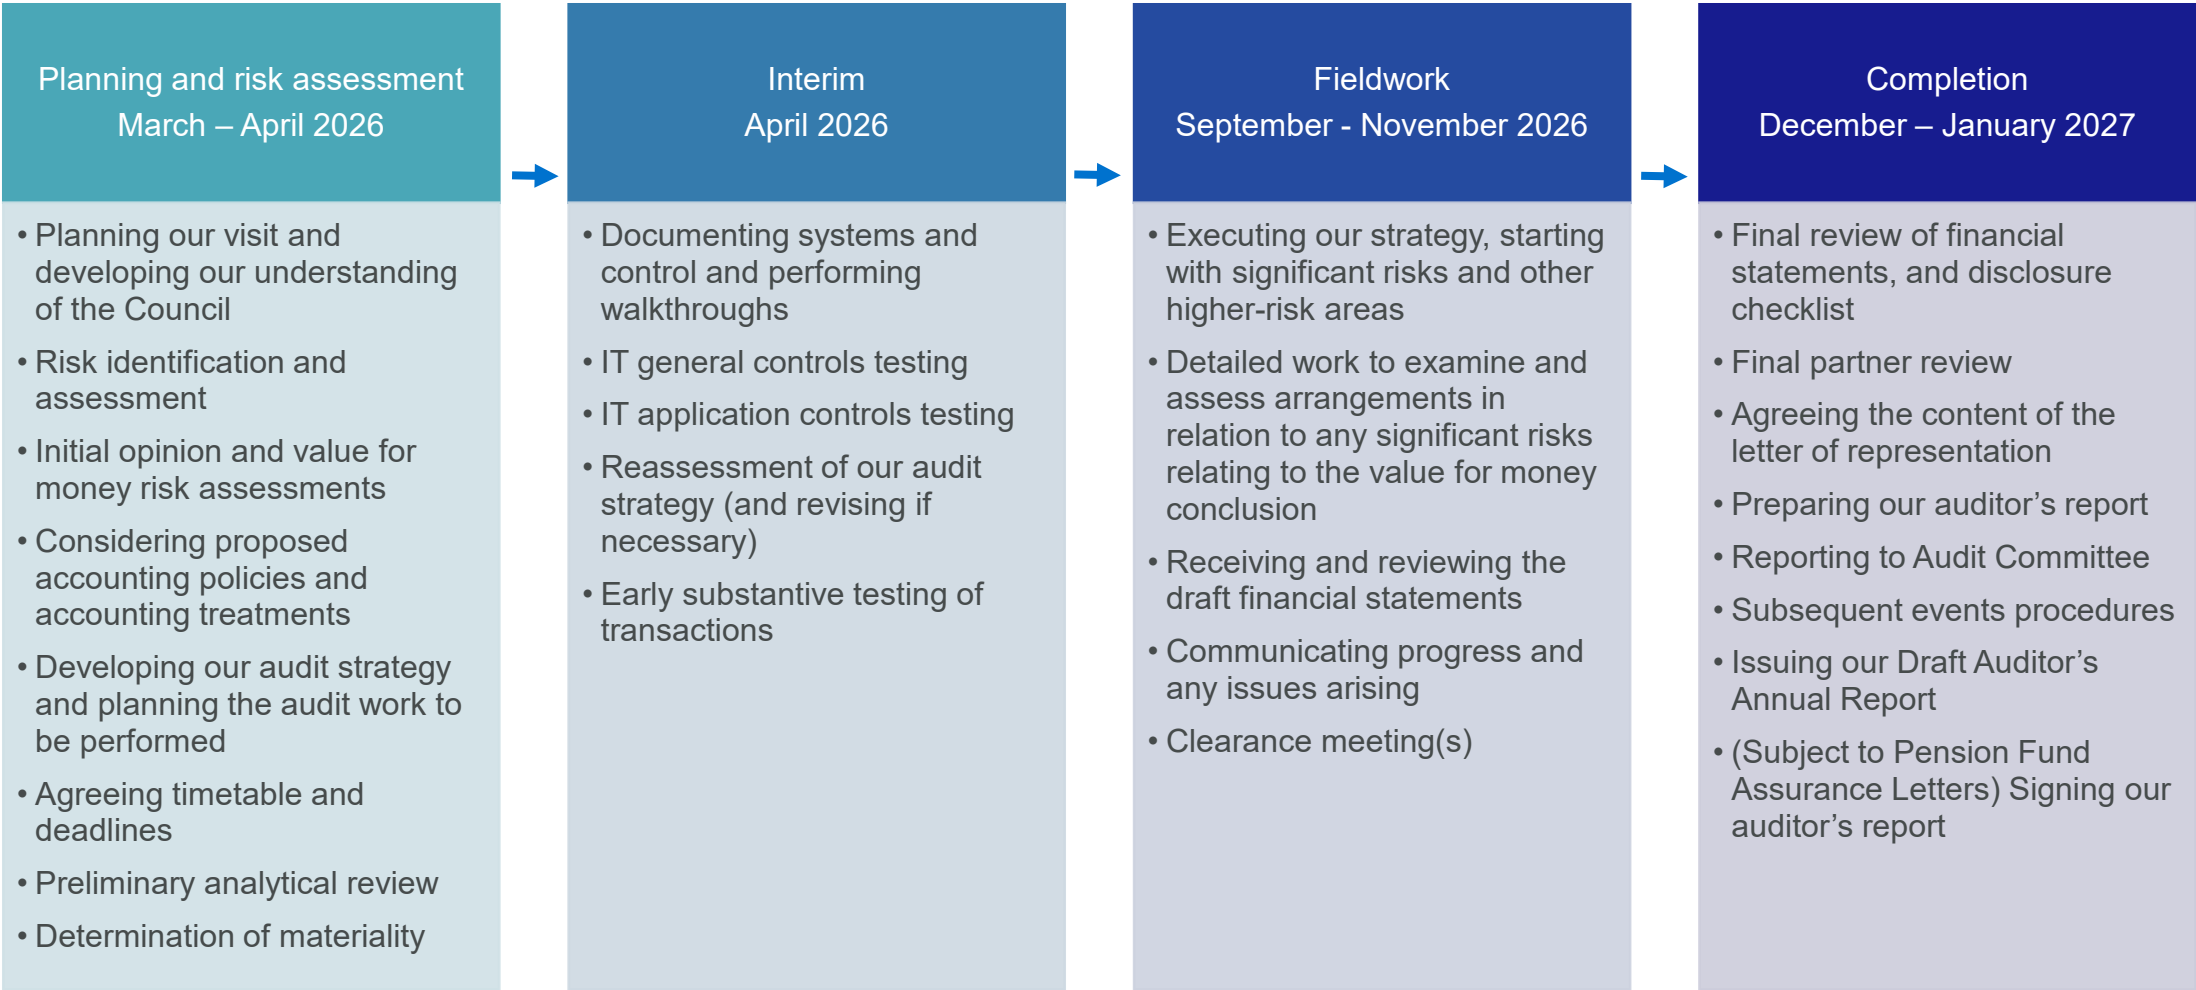 Planning and risk assessment
March – April 2026
• Planning our visit and
developing our understanding
of the Council
• Risk identification and
assessment
• Initial opinion and value for
money risk assessments
• Considering proposed
accounting policies and
accounting treatments
• Developing our audit strategy
and planning the audit work to
be performed
• Agreeing timetable and
deadlines
• Preliminary analytical review
• Determination of materiality
Interim
April 2026
• Documenting systems and
control and performing
walkthroughs
• IT general controls testing
• IT application controls testing
• Reassessment of our audit
strategy (and revising if
necessary)
• Early substantive testing of
transactions
Fieldwork
September - November 2026
• Executing our strategy, starting
with significant risks and other
higher-risk areas
• Detailed work to examine and
assess arrangements in
relation to any significant risks
relating to the value for money
conclusion
• Receiving and reviewing the
draft financial statements
• Communicating progress and
any issues arising
• Clearance meeting(s)
Completion
December – January 2027
• Final review of financial
statements, and disclosure
checklist
• Final partner review
• Agreeing the content of the
letter of representation
• Preparing our auditor’s report
• Reporting to Audit Committee
• Subsequent events procedures
• Issuing our Draft Auditor’s
Annual Report
• (Subject to Pension Fund
Assurance Letters) Signing our
auditor’s report